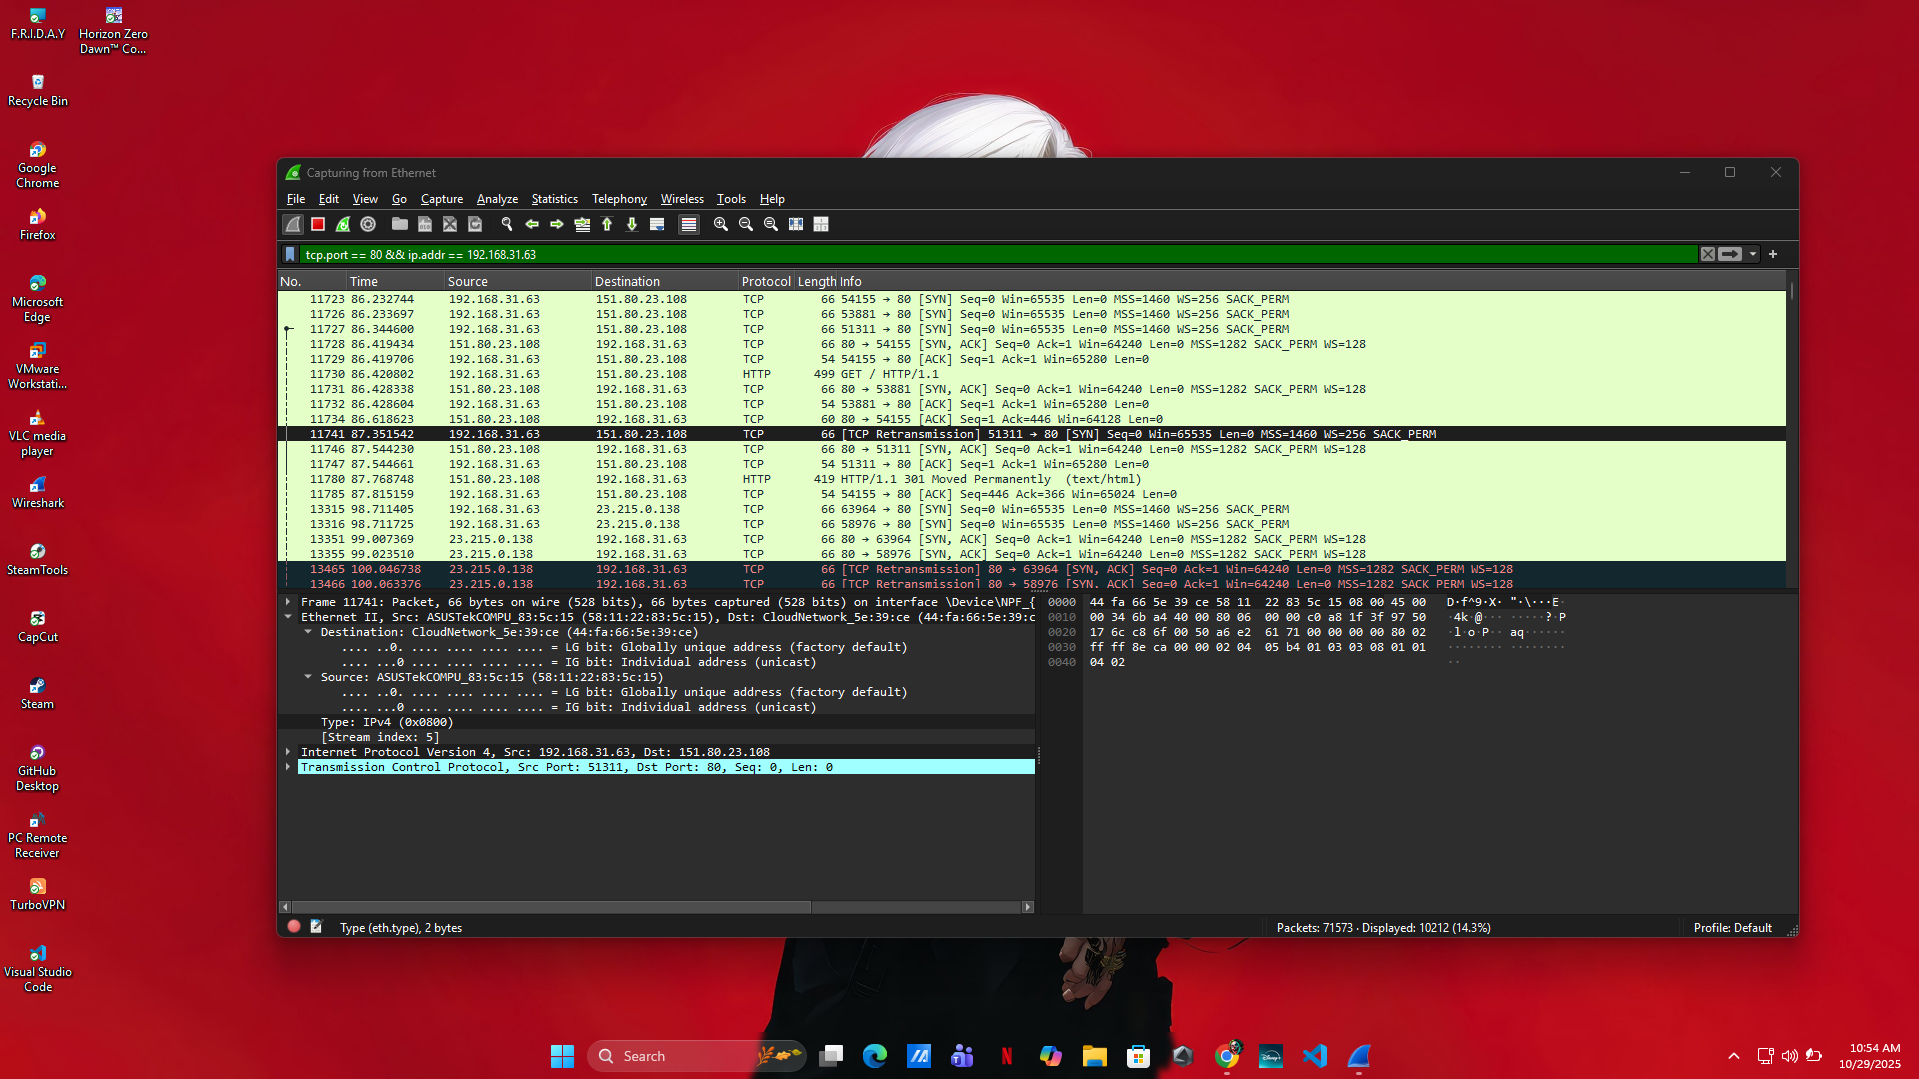 F.R.I.D.A.Y
Horizon Zero
Dawn™ Co...
Recycle Bin
Google
Chrome
Firefox
Microsoft
Edge
VMware
Workstati...
VLC media
player
Wireshark
SteamTools
CapCut
Steam
GitHub
Desktop
PC Remote
Receiver
TurboVPN
Visual Studio
Code
Capturing from Ethernet
File Edit View Go Capture Analyze Statistics Telephony Wireless Tools Help
tcp.port == 80 && ip.addr == 192.168.31.63
No. Time Source Destination Protocol Length Info
11723 86.232744 192.168.31.63 151.80.23.108 TCP 66 54155 → 80 [SYN] Seq=0 Win=65535 Len=0 MSS=1460 WS=256 SACK_PERM
11726 86.233697 192.168.31.63 151.80.23.108 TCP 66 53881 → 80 [SYN] Seq=0 Win=65535 Len=0 MSS=1460 WS=256 SACK_PERM
11727 86.344600 192.168.31.63 151.80.23.108 TCP 66 51311 → 80 [SYN] Seq=0 Win=65535 Len=0 MSS=1460 WS=256 SACK_PERM
11728 86.419434 151.80.23.108 192.168.31.63 TCP 66 80 → 54155 [SYN, ACK] Seq=0 Ack=1 Win=64240 Len=0 MSS=1282 SACK_PERM WS=128
11729 86.419706 192.168.31.63 151.80.23.108 TCP 54 54155 → 80 [ACK] Seq=1 Ack=1 Win=65280 Len=0
11730 86.420802 192.168.31.63 151.80.23.108 HTTP 499 GET / HTTP/1.1
11731 86.428338 151.80.23.108 192.168.31.63 TCP 66 80 → 53881 [SYN, ACK] Seq=0 Ack=1 Win=64240 Len=0 MSS=1282 SACK_PERM WS=128
11732 86.428604 192.168.31.63 151.80.23.108 TCP 54 53881 → 80 [ACK] Seq=1 Ack=1 Win=65280 Len=0
11734 86.618623 151.80.23.108 192.168.31.63 TCP 60 80 → 54155 [ACK] Seq=1 Ack=446 Win=64128 Len=0
11741 87.351542 192.168.31.63 151.80.23.108 TCP 66 [TCP Retransmission] 51311 → 80 [SYN] Seq=0 Win=65535 Len=0 MSS=1460 WS=256 SACK_PERM
11746 87.544230 151.80.23.108 192.168.31.63 TCP 66 80 → 51311 [SYN, ACK] Seq=0 Ack=1 Win=64240 Len=0 MSS=1282 SACK_PERM WS=128
11747 87.544661 192.168.31.63 151.80.23.108 TCP 54 51311 → 80 [ACK] Seq=1 Ack=1 Win=65280 Len=0
11780 87.768748 151.80.23.108 192.168.31.63 HTTP 419 HTTP/1.1 301 Moved Permanently (text/html)
11785 87.815159 192.168.31.63 151.80.23.108 TCP 54 54155 → 80 [ACK] Seq=446 Ack=366 Win=65024 Len=0
13315 98.711405 192.168.31.63 23.215.0.138 TCP 66 63964 → 80 [SYN] Seq=0 Win=65535 Len=0 MSS=1460 WS=256 SACK_PERM
13316 98.711725 192.168.31.63 23.215.0.138 TCP 66 58976 → 80 [SYN] Seq=0 Win=65535 Len=0 MSS=1460 WS=256 SACK_PERM
13351 99.007369 23.215.0.138 192.168.31.63 TCP 66 80 → 63964 [SYN, ACK] Seq=0 Ack=1 Win=64240 Len=0 MSS=1282 SACK_PERM WS=128
13355 99.023510 23.215.0.138 192.168.31.63 TCP 66 80 → 58976 [SYN, ACK] Seq=0 Ack=1 Win=64240 Len=0 MSS=1282 SACK_PERM WS=128
13465 100.046738 23.215.0.138 192.168.31.63 TCP 66 [TCP Retransmission] 80 → 63964 [SYN, ACK] Seq=0 Ack=1 Win=64240 Len=0 MSS=1282 SACK_PERM WS=128
13466 100.063376 23.215.0.138 192.168.31.63 TCP 66 [TCP Retransmission] 80 → 58976 [SYN, ACK] Seq=0 Ack=1 Win=64240 Len=0 MSS=1282 SACK_PERM WS=128
Frame 11741: Packet, 66 bytes on wire (528 bits), 66 bytes captured (528 bits) on interface \Device\NPF_{
Ethernet II, Src: ASUSTekCOMPU_83:5c:15 (58:11:22:83:5c:15), Dst: CloudNetwork_5e:39:ce (44:fa:66:5e:39:c
Destination: CloudNetwork_5e:39:ce (44:fa:66:5e:39:ce)
.... ..0. .... .... .... .... = LG bit: Globally unique address (factory default)
.... ...0 .... .... .... .... = IG bit: Individual address (unicast)
Source: ASUSTekCOMPU_83:5c:15 (58:11:22:83:5c:15)
.... ..0. .... .... .... .... = LG bit: Globally unique address (factory default)
.... ...0 .... .... .... .... = IG bit: Individual address (unicast)
Type: IPv4 (0x0800)
[Stream index: 5]
Internet Protocol Version 4, Src: 192.168.31.63, Dst: 151.80.23.108
Transmission Control Protocol, Src Port: 51311, Dst Port: 80, Seq: 0, Len: 0
0000 44 fa 66 5e 39 ce 58 11 22 83 5c 15 08 00 45 00 D·f^9·X· "·\···E·
0010 00 34 6b a4 40 00 80 06 00 00 c0 a8 1f 3f 97 50 ·4k·@··· ·····?·P
0020 17 6c c8 6f 00 50 a6 e2 61 71 00 00 00 00 80 02 ·l·o·P·· aq······
0030 ff ff 8e ca 00 00 02 04 05 b4 01 03 03 08 01 01 ········ ········
0040 04 02 ··
Type (eth.type), 2 bytes
Packets: 71573 · Displayed: 10212 (14.3%)
Profile: Default
Search
Disney+
10:54 AM
10/29/2025